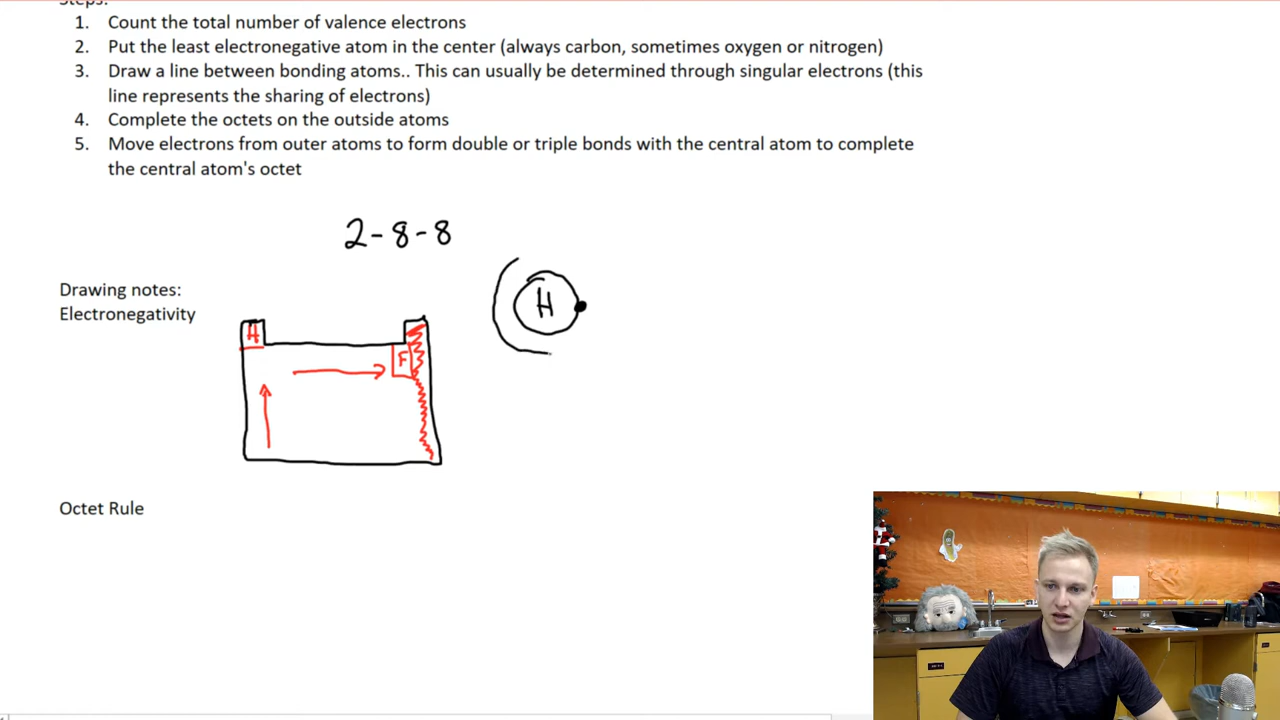 1. Count the total number of valence electrons
2. Put the least electronegative atom in the center (always carbon, sometimes oxygen or nitrogen)
3. Draw a line between bonding atoms.. This can usually be determined through singular electrons (this
line represents the sharing of electrons)
4. Complete the octets on the outside atoms
5. Move electrons from outer atoms to form double or triple bonds with the central atom to complete
the central atom's octet
2-8-8
Drawing notes:
Electronegativity
H
H
F
Octet Rule